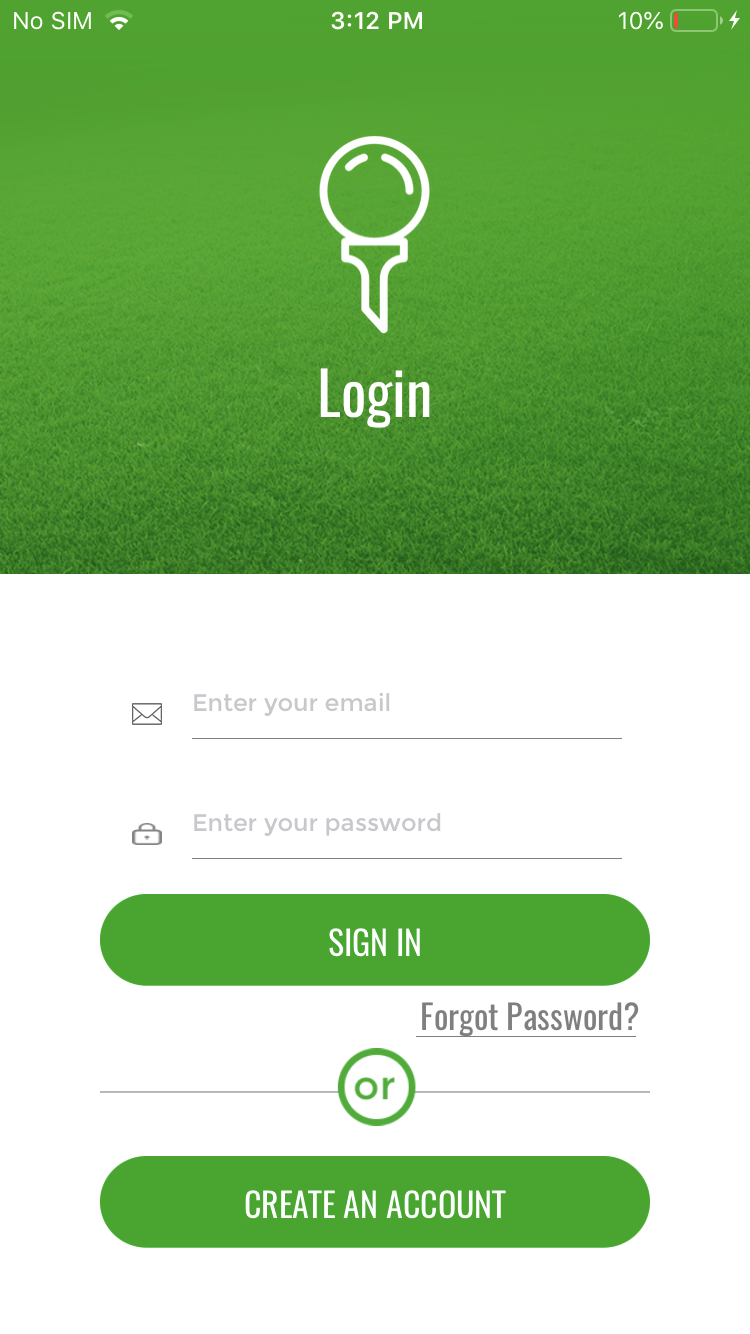 No SIM 3:12 PM 10%
Login
Enter your email
Enter your password
SIGN IN
Forgot Password?
or
CREATE AN ACCOUNT